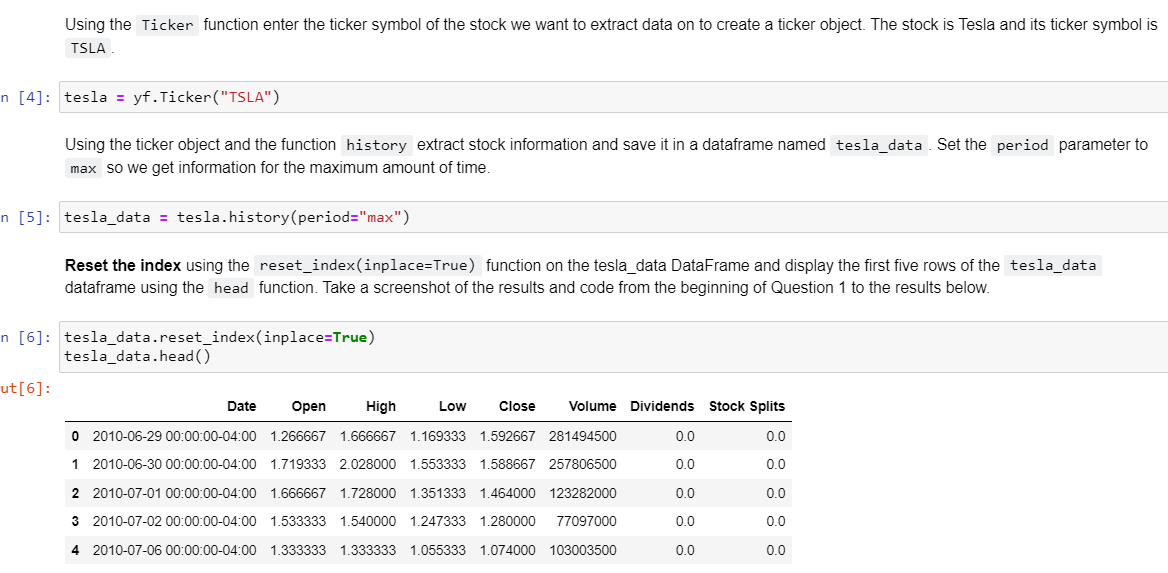 Using the Ticker function enter the ticker symbol of the stock we want to extract data on to create a ticker object. The stock is Tesla and its ticker symbol is
TSLA .
n [4]: tesla = yf.Ticker("TSLA")
Using the ticker object and the function history extract stock information and save it in a dataframe named tesla_data . Set the period parameter to
max so we get information for the maximum amount of time.
n [5]: tesla_data = tesla.history(period="max")
Reset the index using the reset_index(inplace=True) function on the tesla_data DataFrame and display the first five rows of the tesla_data
dataframe using the head function. Take a screenshot of the results and code from the beginning of Question 1 to the results below.
n [6]: tesla_data.reset_index(inplace=True)
tesla_data.head()
ut[6]:
Date Open High Low Close Volume Dividends Stock Splits
0 2010-06-29 00:00:00-04:00 1.266667 1.666667 1.169333 1.592667 281494500 0.0 0.0
1 2010-06-30 00:00:00-04:00 1.719333 2.028000 1.553333 1.588667 257806500 0.0 0.0
2 2010-07-01 00:00:00-04:00 1.666667 1.728000 1.351333 1.464000 123282000 0.0 0.0
3 2010-07-02 00:00:00-04:00 1.533333 1.540000 1.247333 1.280000 77097000 0.0 0.0
4 2010-07-06 00:00:00-04:00 1.333333 1.333333 1.055333 1.074000 103003500 0.0 0.0